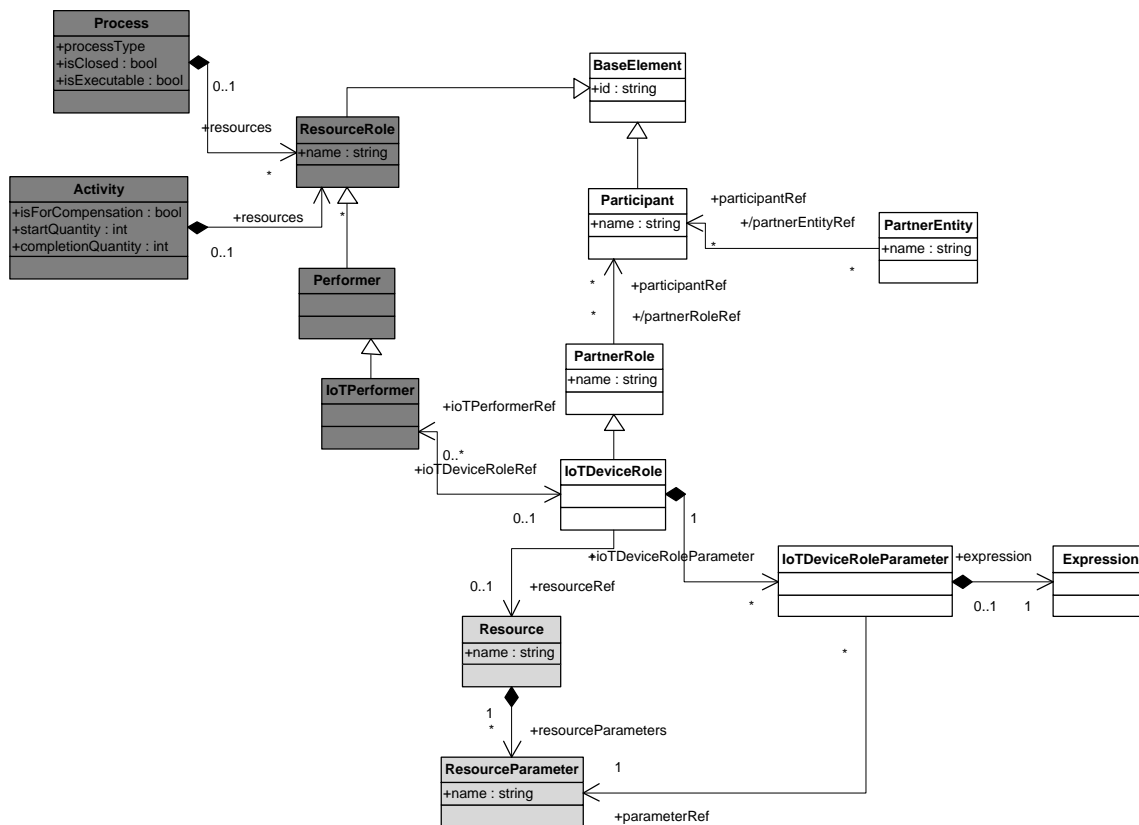 Process
+processType
+isClosed : bool
+isExecutable : bool
0..1
+resources
*
BaseElement
+id : string
ResourceRole
+name : string
Activity
+isForCompensation : bool
+startQuantity : int
+completionQuantity : int
+resources
0..1
*
Participant
+name : string
+participantRef
+/partnerEntityRef
*
*
PartnerEntity
+name : string
Performer
*
+participantRef
*
+/partnerRoleRef
PartnerRole
+name : string
IoTPerformer
+ioTPerformerRef
0..*
+ioTDeviceRoleRef
0..1
IoTDeviceRole
1
+ioTDeviceRoleParameter
*
IoTDeviceRoleParameter
+expression
0..1
1
Expression
0..1
+resourceRef
Resource
+name : string
*
1
*
+resourceParameters
ResourceParameter
+name : string
1
+parameterRef